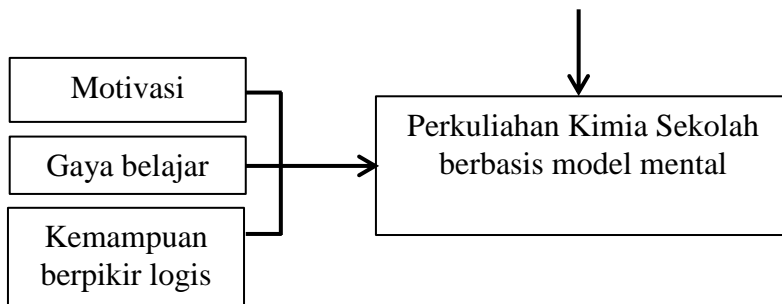 Motivasi
Gaya belajar
Kemampuan
berpikir logis
Perkuliahan Kimia Sekolah
berbasis model mental